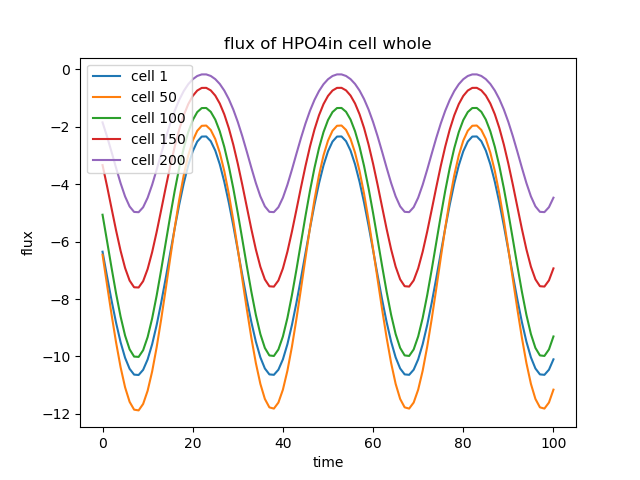 flux of HPO4in cell whole
cell 1
cell 50
cell 100
cell 150
cell 200
flux
0
−2
−4
−6
−8
−10
−12
0 20 40 60 80 100
time